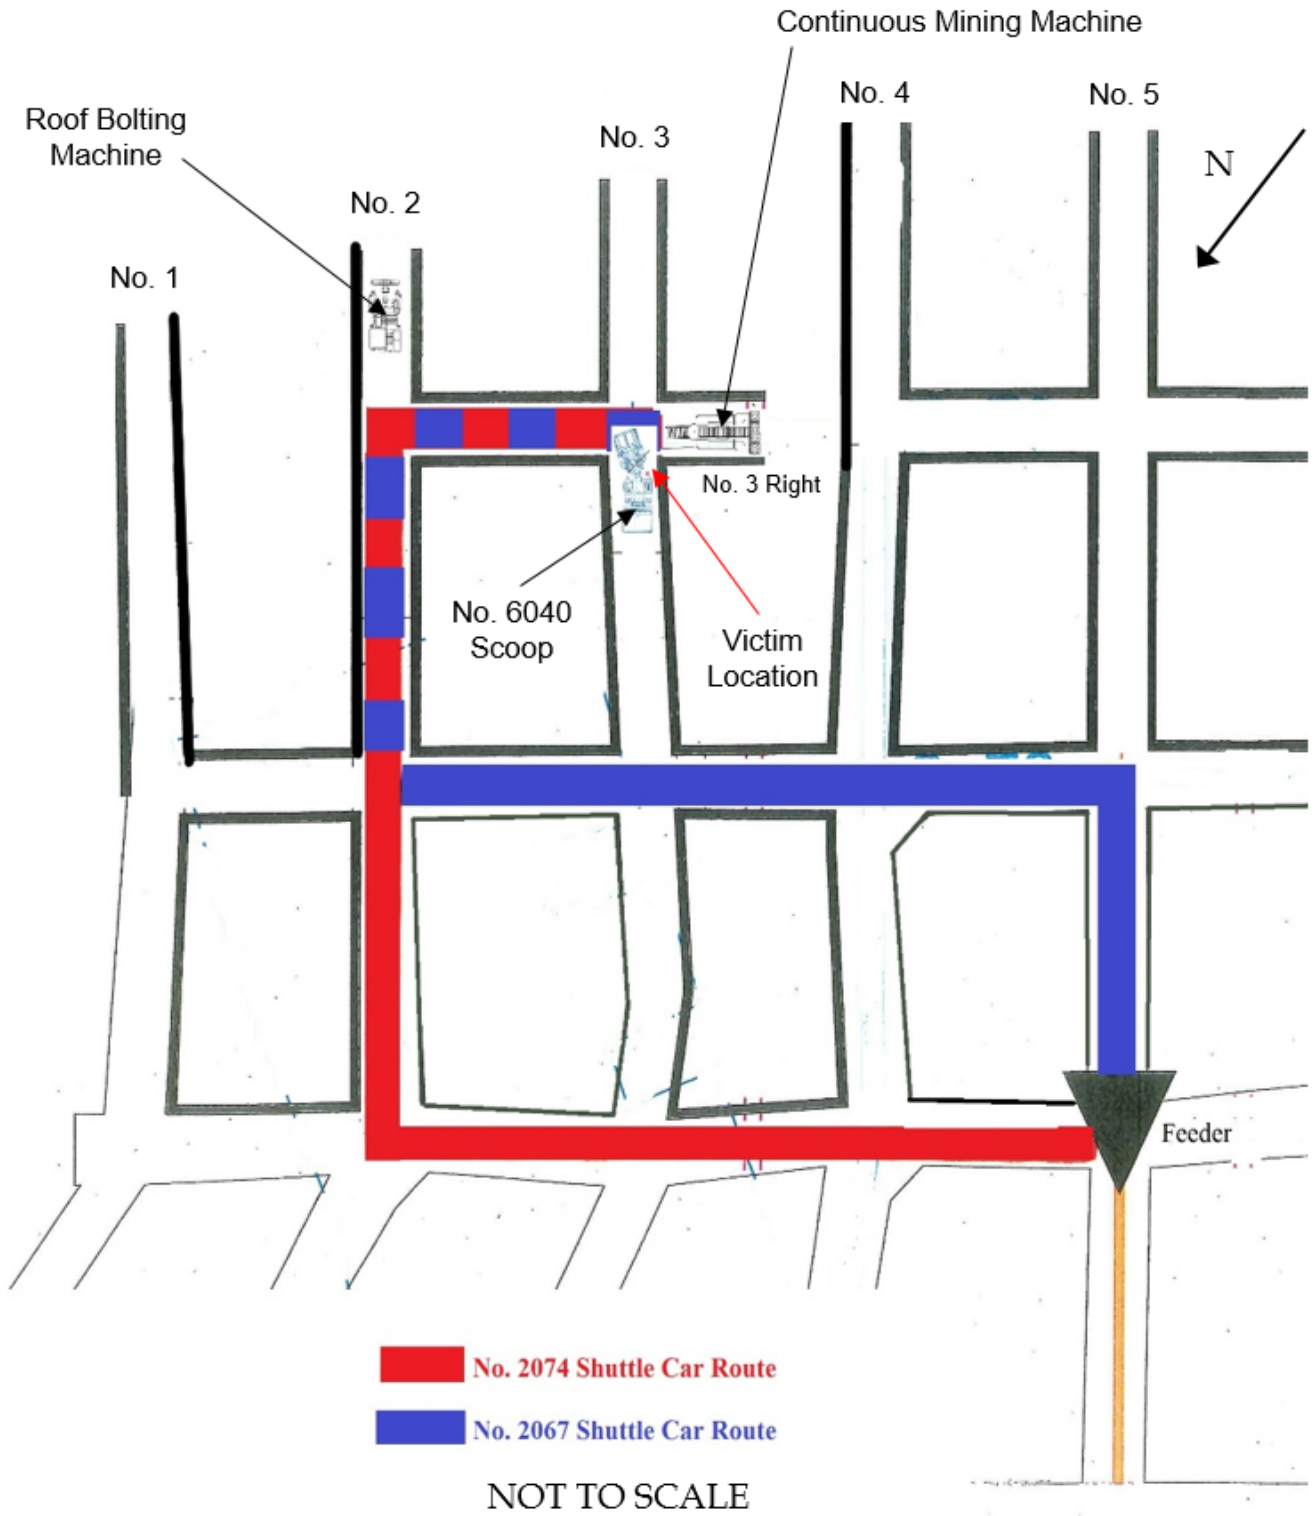 Continuous Mining Machine
No. 4
No. 5
Roof Bolting
Machine
No. 3
N
No. 2
No. 1
No. 3 Right
No. 6040
Scoop
Victim
Location
Feeder
No. 2074 Shuttle Car Route
No. 2067 Shuttle Car Route
NOT TO SCALE